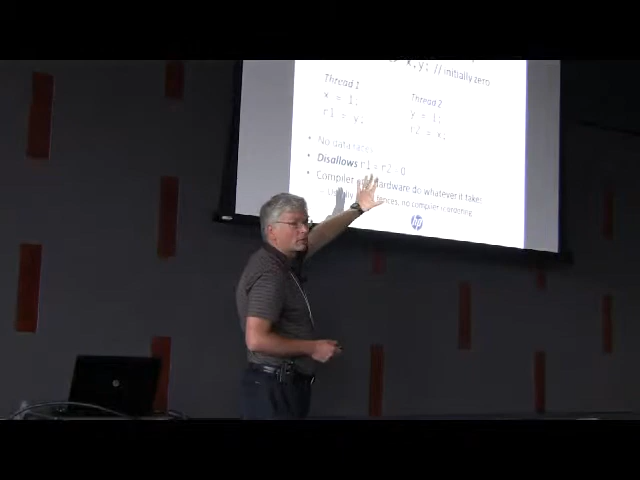 x,y; // initially zero
Thread 1
x = 1;
r1 = y;
Thread 2
y = 1;
r2 = x;
• No data races
• Disallows r1 = r2 = 0
• Compiler hardware do whatever it takes
no compiler reordering
hp